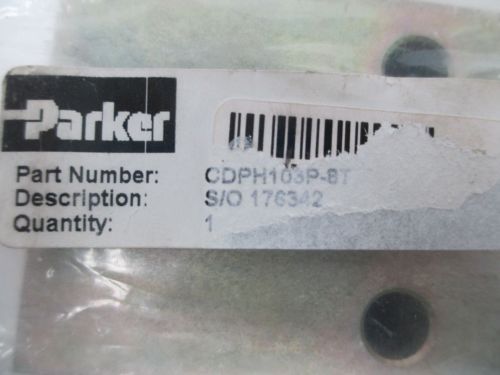 Parker
Part Number: CDPH103P-8T
Description: S/O 176342
Quantity: 1